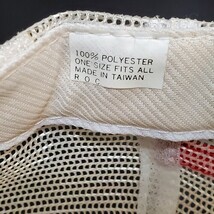 100% POLYESTER
ONE SIZE FITS ALL
MADE IN TAIWAN
R.O.C.